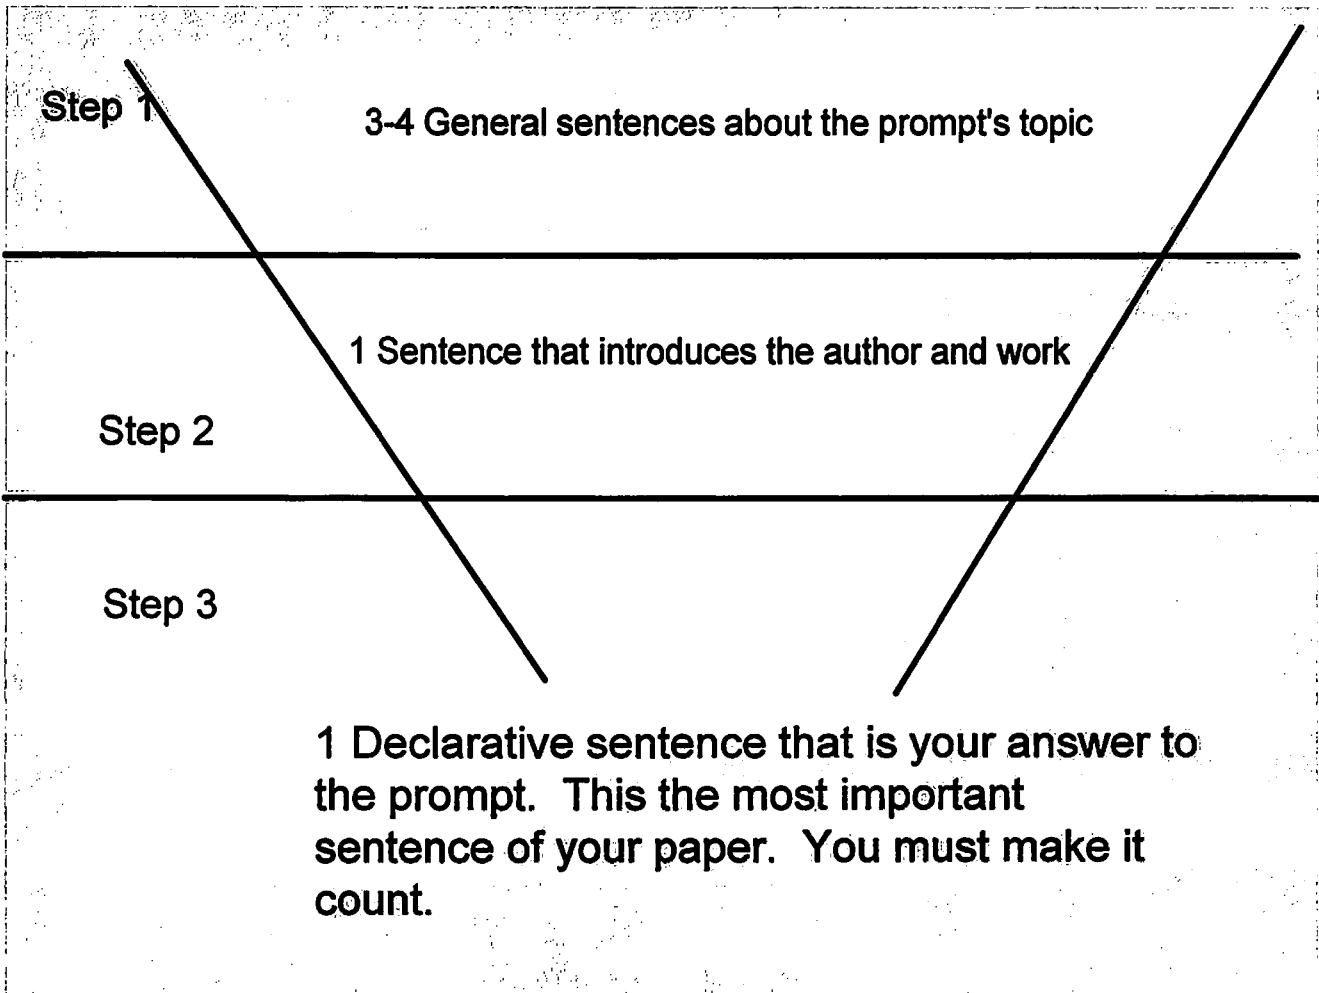 Step 1
3-4 General sentences about the prompt's topic
1 Sentence that introduces the author and work
Step 2
Step 3
1 Declarative sentence that is your answer to
the prompt.  This the most important
sentence of your paper.  You must make it
count.